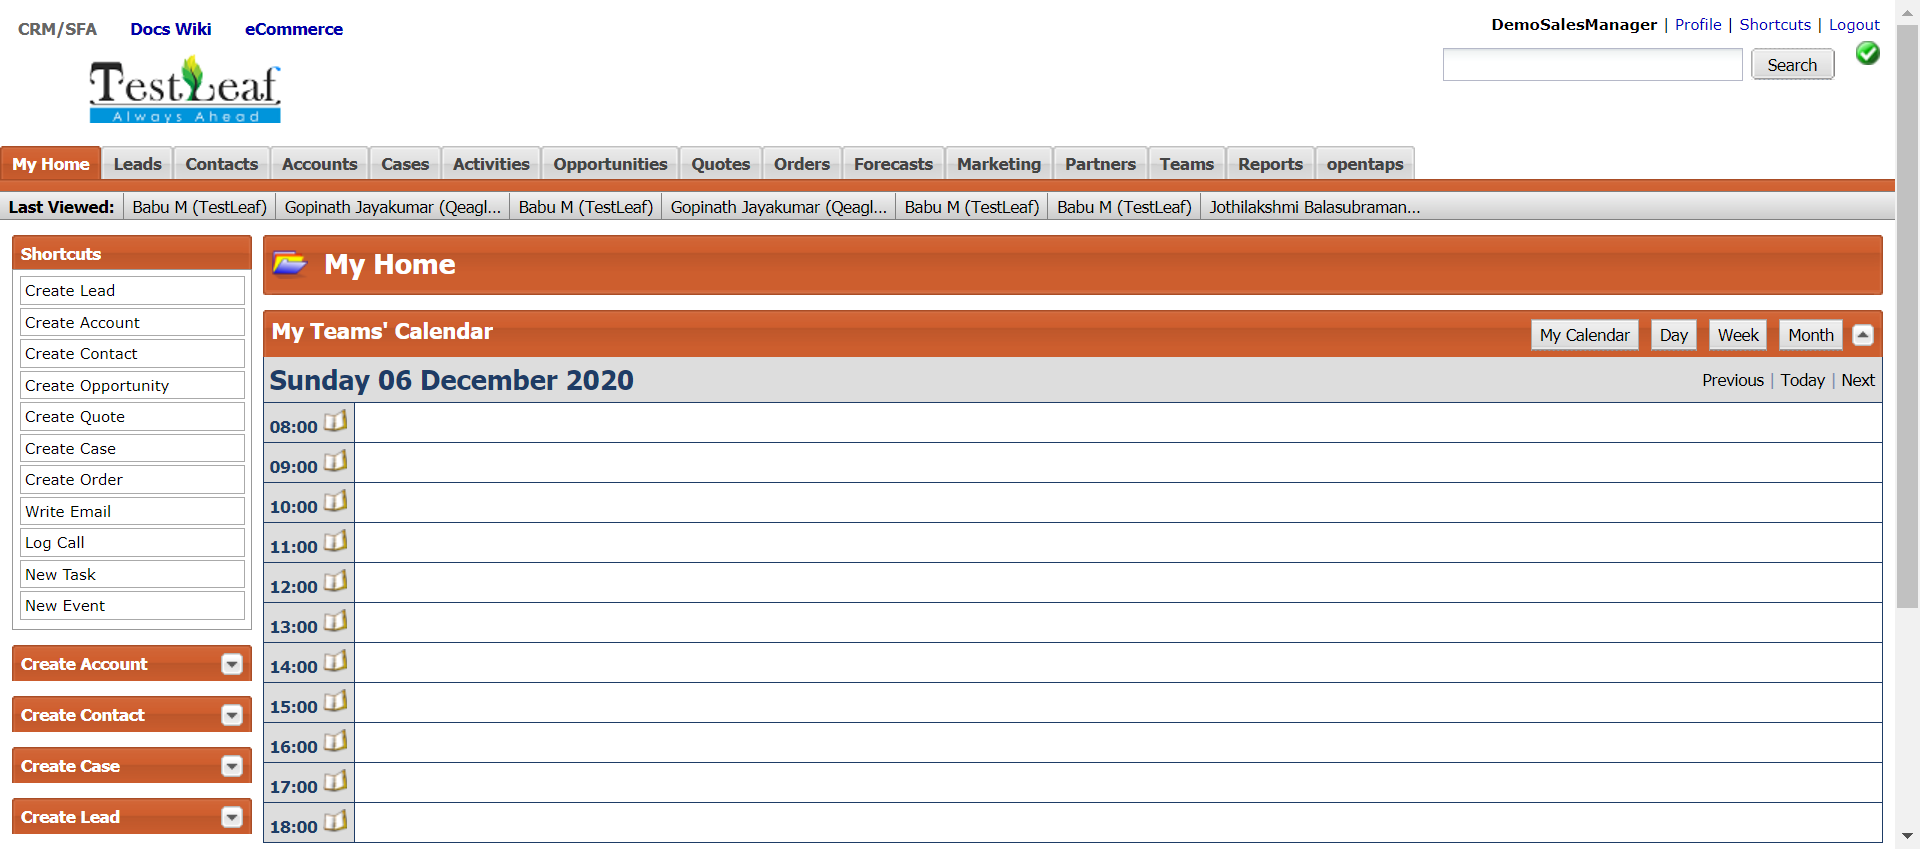 CRM/SFA Docs Wiki eCommerce
DemoSalesManager | Profile | Shortcuts | Logout
Search
TestLeaf
Always Ahead
My Home Leads Contacts Accounts Cases Activities Opportunities Quotes Orders Forecasts Marketing Partners Teams Reports opentaps
Last Viewed: Babu M (TestLeaf) Gopinath Jayakumar (Qeagl... Babu M (TestLeaf) Gopinath Jayakumar (Qeagl... Babu M (TestLeaf) Babu M (TestLeaf) Jothilakshmi Balasubraman...
Shortcuts
Create Lead
Create Account
Create Contact
Create Opportunity
Create Quote
Create Case
Create Order
Write Email
Log Call
New Task
New Event
Create Account
Create Contact
Create Case
Create Lead
My Home
My Teams' Calendar
My Calendar Day Week Month
Sunday 06 December 2020
Previous | Today | Next
08:00
09:00
10:00
11:00
12:00
13:00
14:00
15:00
16:00
17:00
18:00